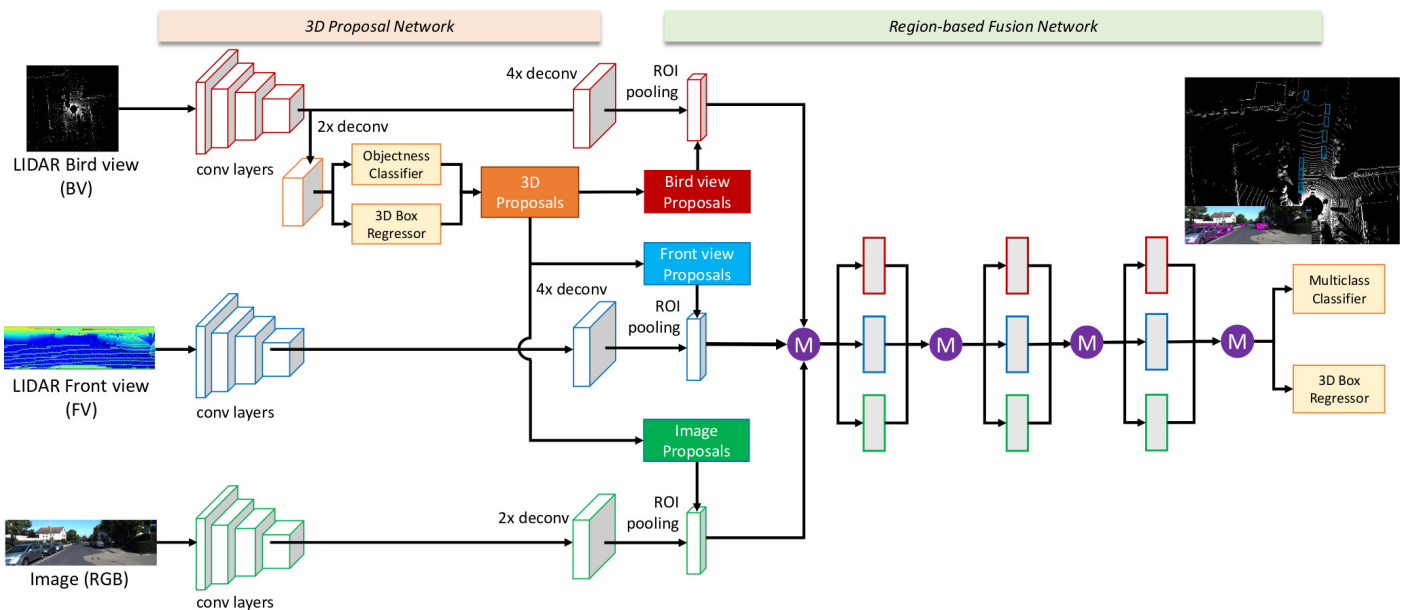 3D Proposal Network
Region-based Fusion Network
LIDAR Bird view
(BV)
conv layers
2x deconv
4x deconv
ROI
pooling
Objectness
Classifier
3D Box
Regressor
3D
Proposals
Bird view
Proposals
Front view
Proposals
LIDAR Front view
(FV)
conv layers
4x deconv
ROI
pooling
Image
Proposals
Image (RGB)
conv layers
2x deconv
ROI
pooling
M
M
M
M
Multiclass
Classifier
3D Box
Regressor